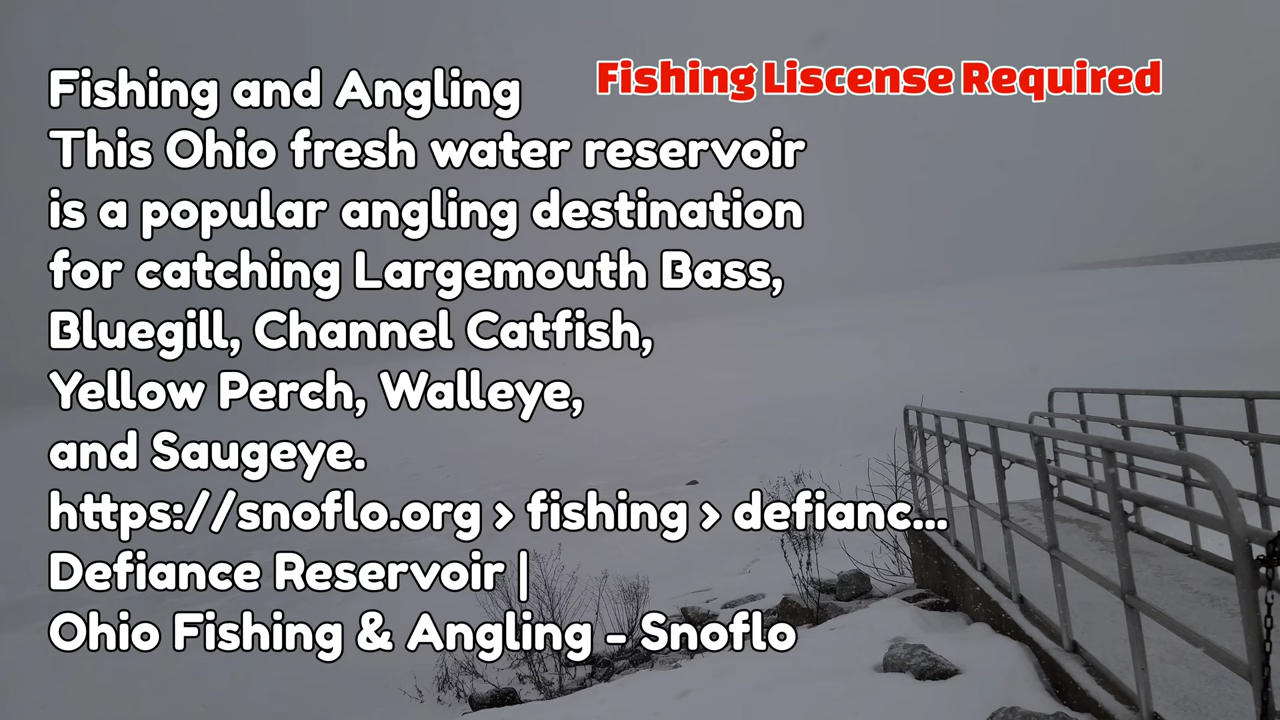 Fishing Liscense Required
Fishing and Angling
This Ohio fresh water reservoir
is a popular angling destination
for catching Largemouth Bass,
Bluegill, Channel Catfish,
Yellow Perch, Walleye,
and Saugeye.
https://snoflo.org › fishing › defianc...
Defiance Reservoir |
Ohio Fishing & Angling - Snoflo